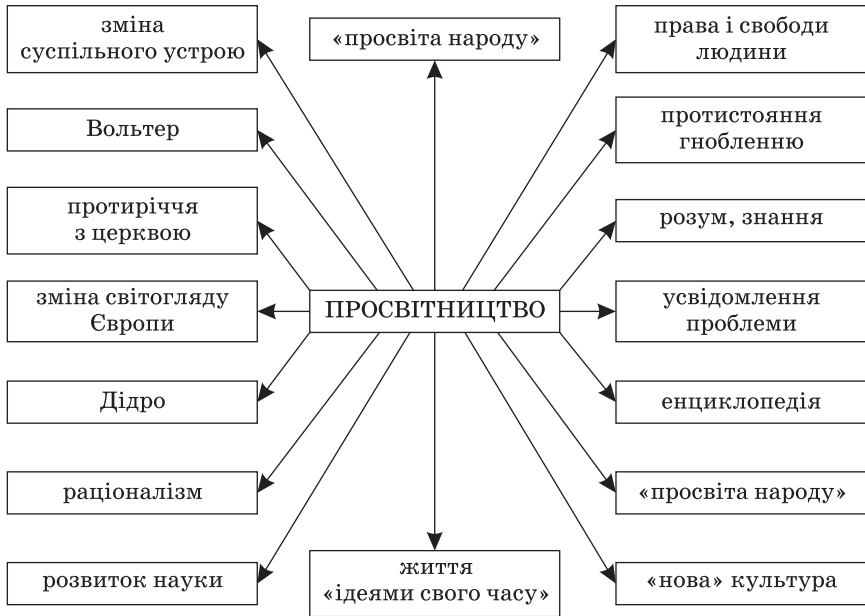 зміна
суспільного устрою
«просвіта народу»
права і свободи
людини
Вольтер
протистояння
гнобленню
протиріччя
з церквою
розум, знання
зміна світогляду
Європи
ПРОСВІТНИЦТВО
усвідомлення
проблеми
Дідро
енциклопедія
раціоналізм
«просвіта народу»
розвиток науки
життя
«ідеями свого часу»
«нова» культура